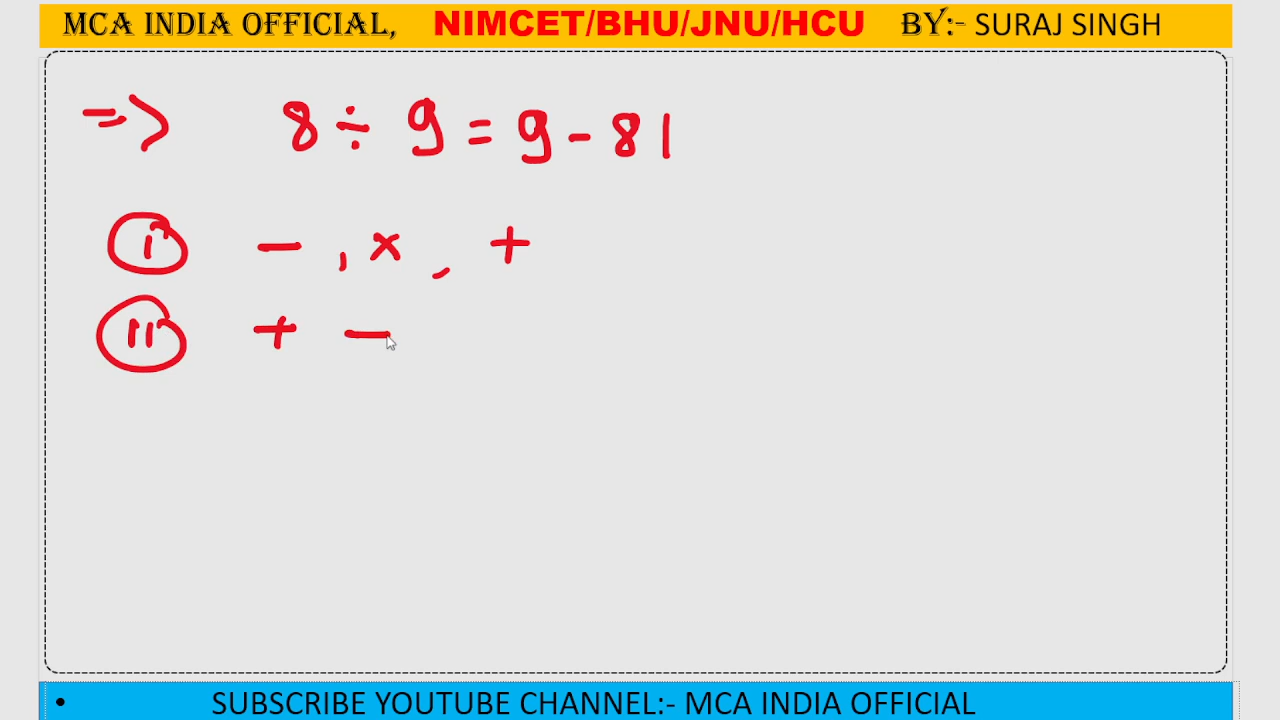 MCA INDIA OFFICIAL, NIMCET/BHU/JNU/HCU BY:- SURAJ SINGH
=> 8 ÷ 9 = 9 - 81
(i) - , × , +
(ii) + -
• SUBSCRIBE YOUTUBE CHANNEL:- MCA INDIA OFFICIAL